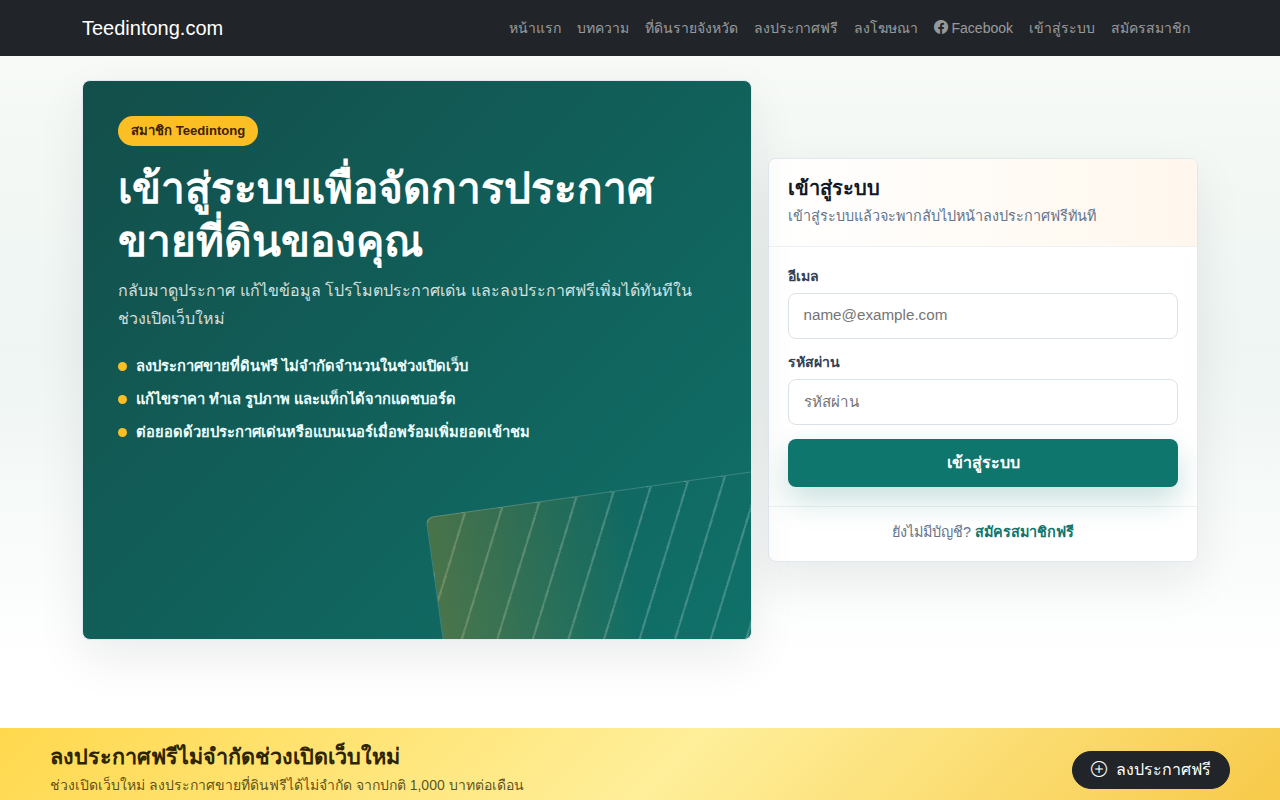 Teedintong.com
หน้าแรก บทความ ที่ดินรายจังหวัด ลงประกาศฟรี ลงโฆษณา Facebook เข้าสู่ระบบ สมัครสมาชิก
สมาชิก Teedintong
เข้าสู่ระบบเพื่อจัดการประกาศ
ขายที่ดินของคุณ
กลับมาดูประกาศ แก้ไขข้อมูล โปรโมตประกาศเด่น และลงประกาศฟรีเพิ่มได้ทันทีใน
ช่วงเปิดเว็บใหม่
ลงประกาศขายที่ดินฟรี ไม่จำกัดจำนวนในช่วงเปิดเว็บ
แก้ไขราคา ทำเล รูปภาพ และแท็กได้จากแดชบอร์ด
ต่อยอดด้วยประกาศเด่นหรือแบนเนอร์เมื่อพร้อมเพิ่มยอดเข้าชม
เข้าสู่ระบบ
เข้าสู่ระบบแล้วจะพากลับไปหน้าลงประกาศฟรีทันที
อีเมล
name@example.com
รหัสผ่าน
รหัสผ่าน
เข้าสู่ระบบ
ยังไม่มีบัญชี? สมัครสมาชิกฟรี
ลงประกาศฟรีไม่จำกัดช่วงเปิดเว็บใหม่
ช่วงเปิดเว็บใหม่ ลงประกาศขายที่ดินฟรีได้ไม่จำกัด จากปกติ 1,000 บาทต่อเดือน
ลงประกาศฟรี